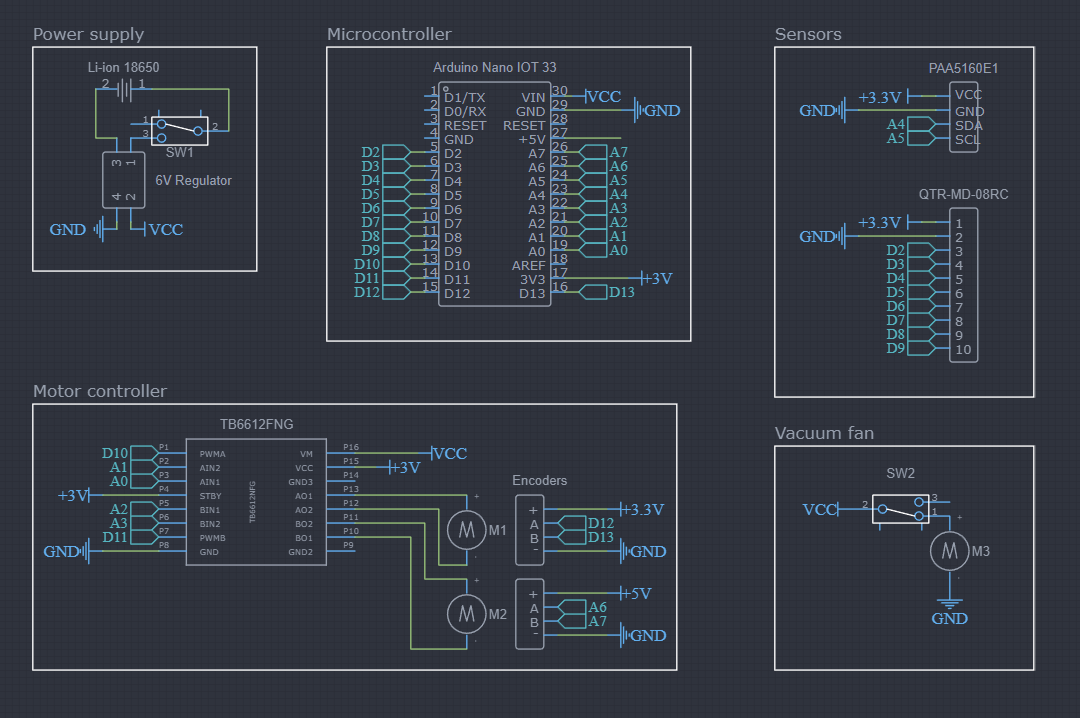 Power supply
Li-ion 18650
2 1
1
2
3
SW1
3 1
6V Regulator
4 2
GND VCC
Microcontroller
Arduino Nano IOT 33
1 D1/TX VIN 30 VCC
2 D0/RX GND 29 GND
3 RESET RESET 28
4 GND +5V 27
D2 5 D2 A7 26 A7
D3 6 D3 A6 25 A6
D4 7 D4 A5 24 A5
D5 8 D5 A4 23 A4
D6 9 D6 A3 22 A3
D7 10 D7 A2 21 A2
D8 11 D8 A1 20 A1
D9 12 D9 A0 19 A0
D10 13 D10 AREF 18
D11 14 D11 3V3 17 +3V
D12 15 D12 D13 16 D13
Sensors
PAA5160E1
+3.3V VCC
GND GND
A4 SDA
A5 SCL
QTR-MD-08RC
+3.3V 1
GND 2
D2 3
D3 4
D4 5
D5 6
D6 7
D7 8
D8 9
D9 10
Motor controller
TB6612FNG
D10 P1 PWMA VM P16 VCC
A1 P2 AIN2 VCC P15 +3V
A0 P3 AIN1 GND3 P14
+3V P4 STBY AO1 P13
A2 P5 BIN1 AO2 P12
A3 P6 BIN2 BO2 P11
D11 P7 PWMB BO1 P10
GND P8 GND GND2 P9
TB6612NFG
+
M1
-
+
M2
-
Encoders
+ +3.3V
A D12
B D13
- GND
+ +5V
A A6
B A7
- GND
Vacuum fan
SW2
VCC 2 3
1
+
M3
-
GND